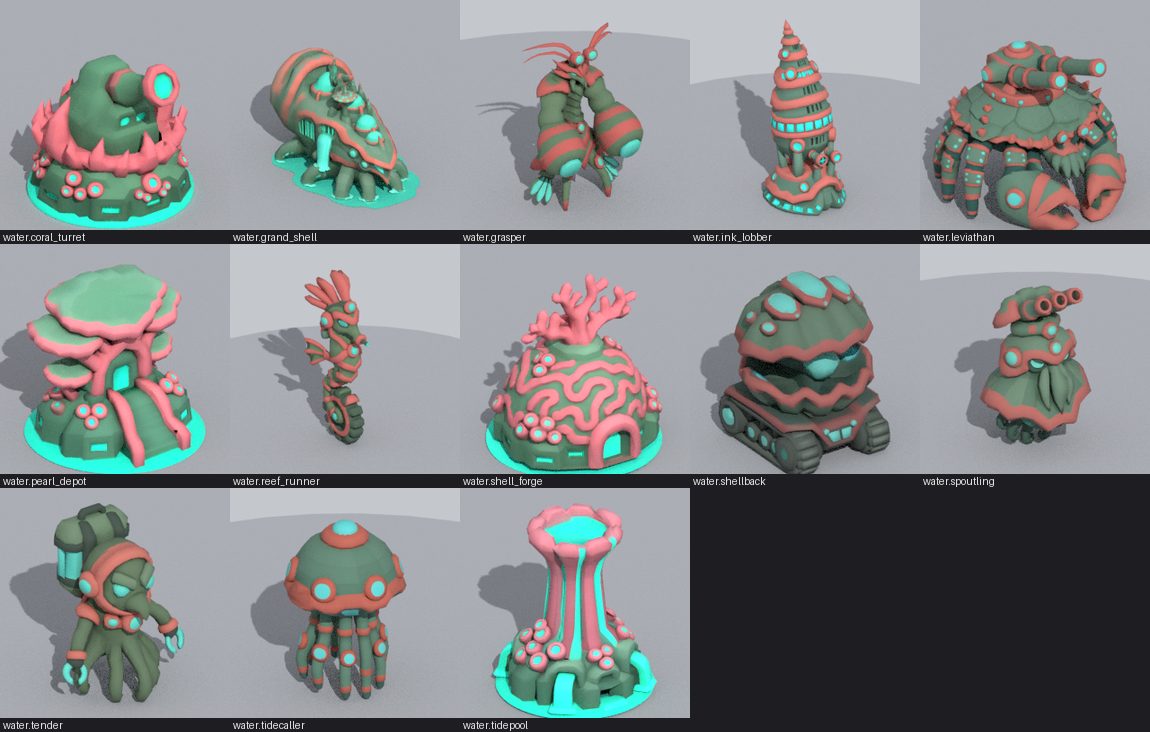 water.coral_turret
water.grand_shell
water.grasper
water.ink_lobber
water.leviathan
water.pearl_depot
water.reef_runner
water.shell_forge
water.shellback
water.spoutling
water.tender
water.tidecaller
water.tidepool